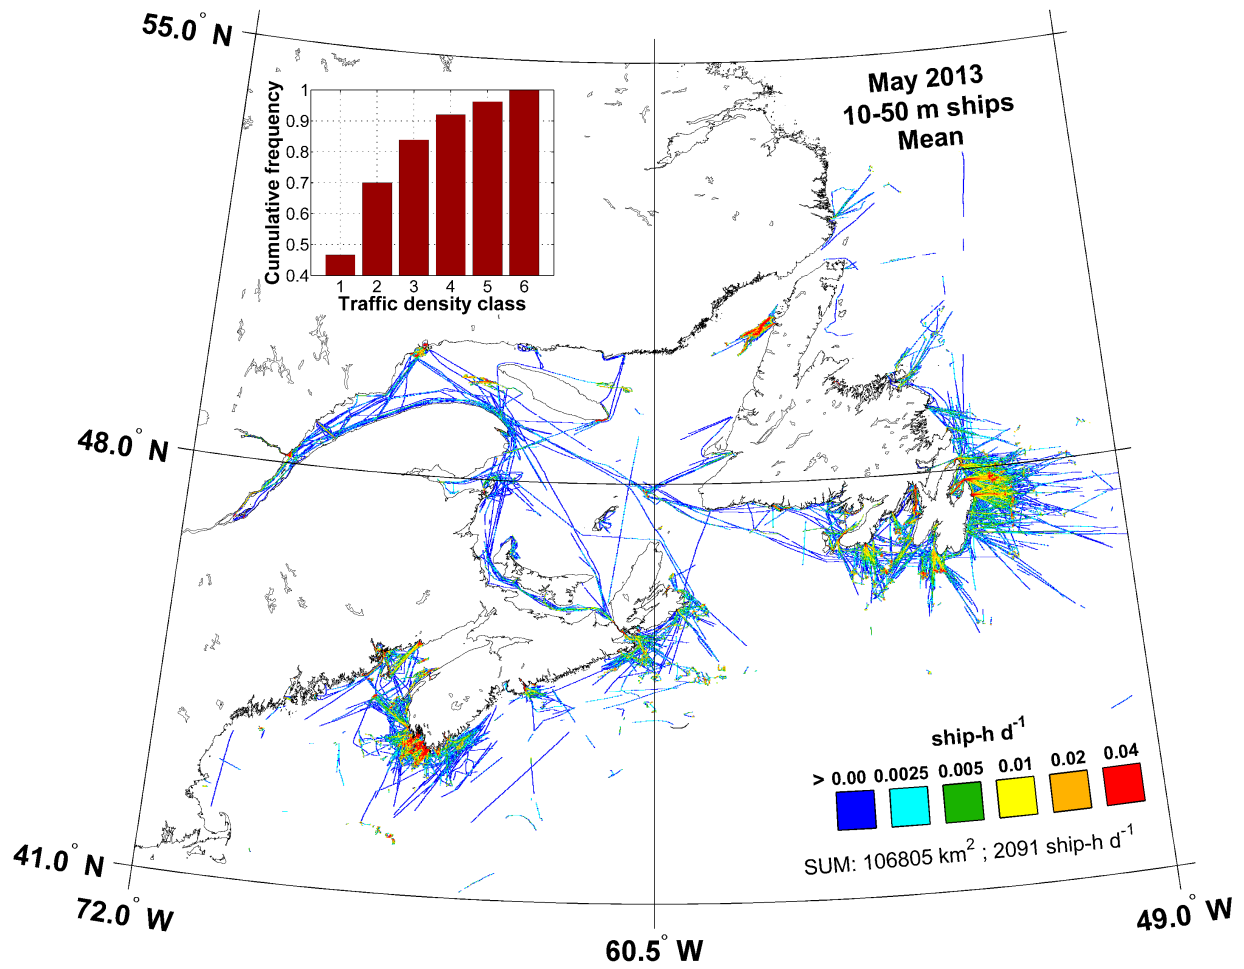 55.0° N
May 2013
10-50 m ships
Mean
Cumulative frequency
1
0.9
0.8
0.7
0.6
0.5
0.4
1 2 3 4 5 6
Traffic density class
48.0° N
ship-h d⁻¹
> 0.00 0.0025 0.005 0.01 0.02 0.04
SUM: 106805 km² ; 2091 ship-h d⁻¹
41.0° N
72.0° W
60.5° W
49.0° W